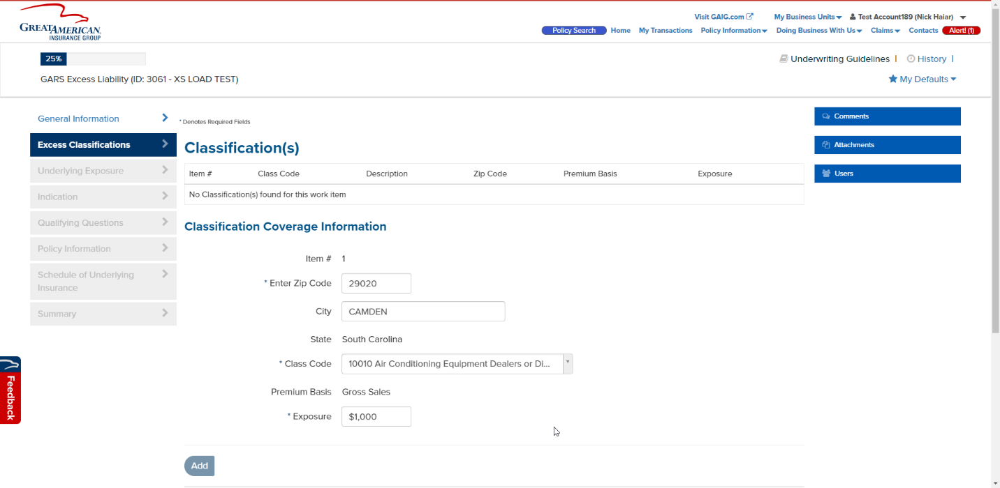 GREATAMERICAN.
INSURANCE GROUP
Visit GAIG.com
My Business Units
Test Account189 (Nick Haiar)
Policy Search
Home
My Transactions
Policy Information
Doing Business With Us
Claims
Contacts
Alert! (1)
25%
Underwriting Guidelines | History |
GARS Excess Liability (ID: 3061 - XS LOAD TEST)
My Defaults
General Information
Excess Classifications
Underlying Exposure
Indication
Qualifying Questions
Policy Information
Schedule of Underlying
Insurance
Summary
Feedback
* Denotes Required Fields
Classification(s)
Item # Class Code Description Zip Code Premium Basis Exposure
No Classification(s) found for this work item
Classification Coverage Information
Item # 1
* Enter Zip Code 29020
City CAMDEN
State South Carolina
* Class Code 10010 Air Conditioning Equipment Dealers or Di...
Premium Basis Gross Sales
* Exposure $1,000
Add
Comments
Attachments
Users